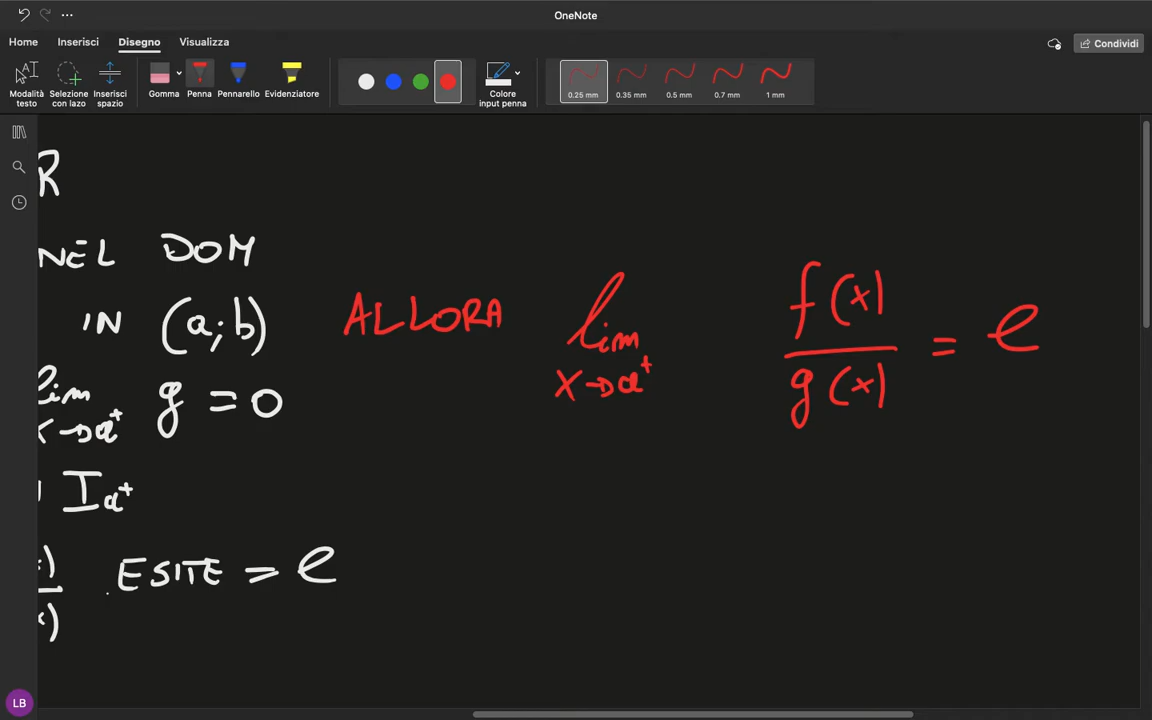 OneNote
Home Inserisci Disegno Visualizza
Condividi
Modalità testo
Selezione con lazo
Inserisci spazio
Gomma
Penna
Pennarello
Evidenziatore
Colore input penna
0.25 mm 0.35 mm 0.5 mm 0.7 mm 1 mm
R
NEL DOM
IN (a;b)
lim x→a⁺ g = 0
I a⁺
ESITE = l
ALLORA lim x→a⁺ f(x)/g(x) = l
LB